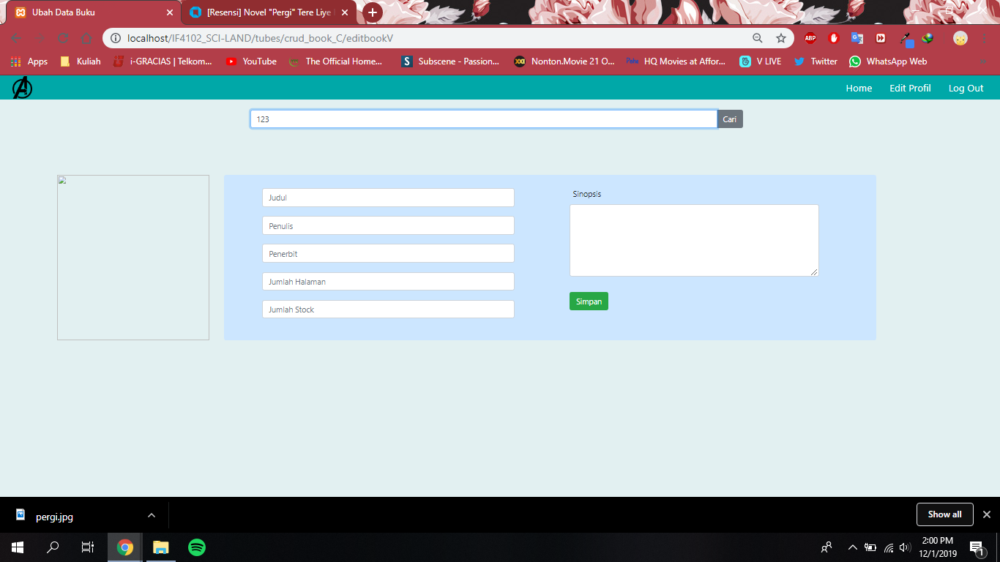 Ubah Data Buku
[Resensi] Novel "Pergi" Tere Liye
localhost/IF4102_SCI-LAND/tubes/crud_book_C/editbookV
ABP
Apps
Kuliah
i-GRACIAS | Telkom...
YouTube
The Official Home...
Subscene - Passion...
Nonton.Movie 21 O...
HQ Movies at Affor...
V LIVE
Twitter
WhatsApp Web
Home
Edit Profil
Log Out
123
Cari
Judul
Penulis
Penerbit
Jumlah Halaman
Jumlah Stock
Sinopsis
Simpan
pergi.jpg
Show all
2:00 PM
12/1/2019
1